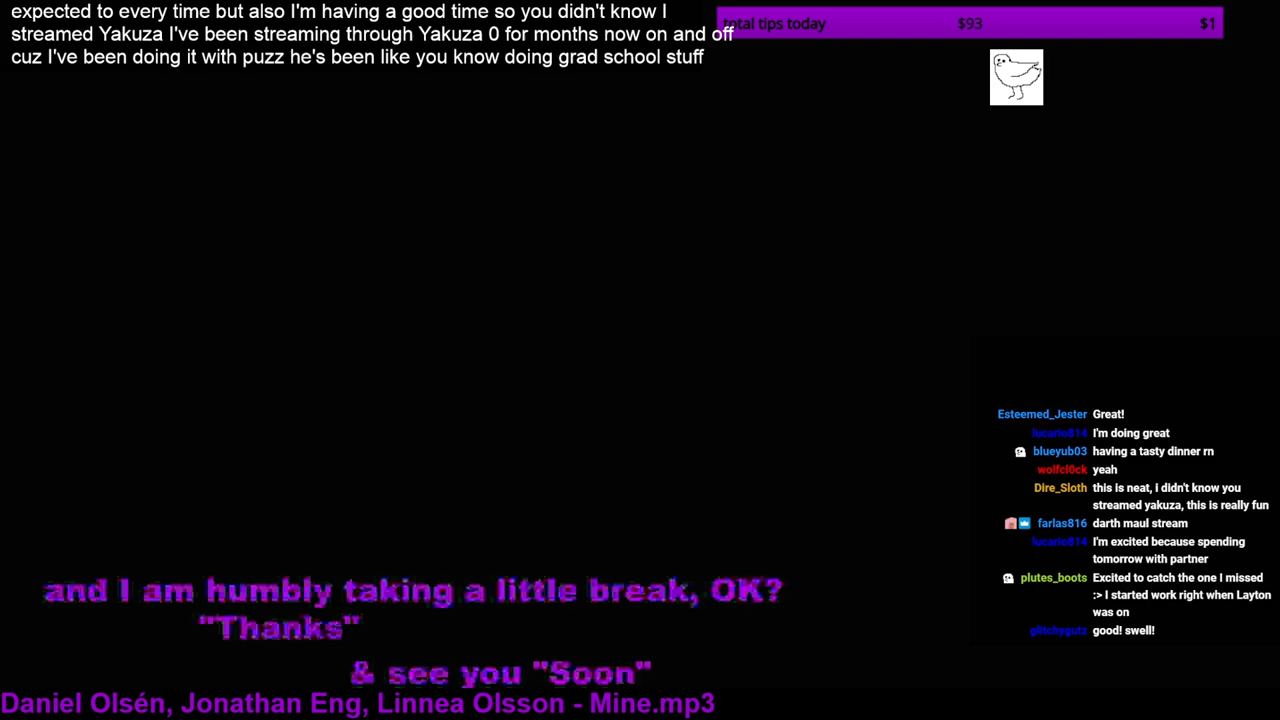 expected to every time but also I'm having a good time so you didn't know I
streamed Yakuza I've been streaming through Yakuza 0 for months now on and off
cuz I've been doing it with puzz he's been like you know doing grad school stuff
total tips today $93 $1
Esteemed_Jester Great!
lucario814 I'm doing great
blueyub03 having a tasty dinner rn
wolfcl0ck yeah
Dire_Sloth this is neat, i didn't know you
streamed yakuza, this is really fun
farlas816 darth maul stream
lucario814 I'm excited because spending
tomorrow with partner
plutes_boots Excited to catch the one I missed
:> I started work right when Layton
was on
glitchygutz good! swell!
and I am humbly taking a little break, OK?
"Thanks"
& see you "Soon"
Daniel Olsén, Jonathan Eng, Linnea Olsson - Mine.mp3